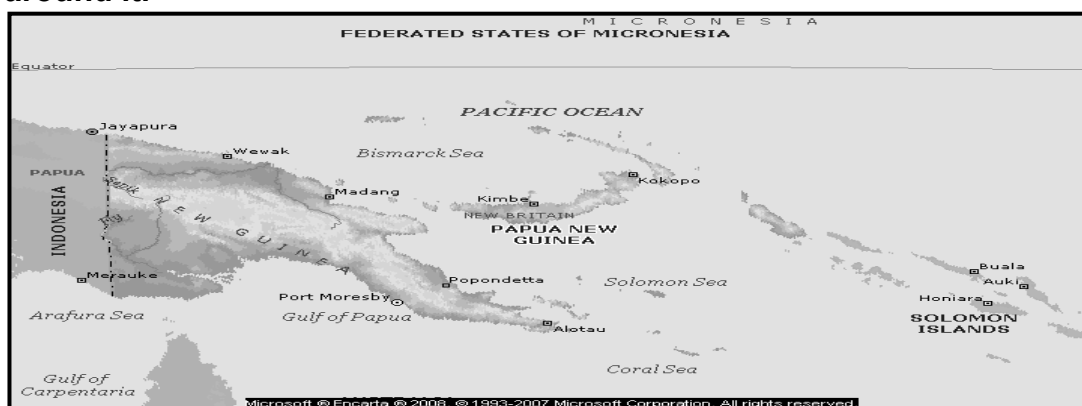 M I C R O N E S I A
FEDERATED STATES OF MICRONESIA
Equator
PACIFIC OCEAN
Jayapura
Wewak
Bismarck Sea
PAPUA
Sepik
Madang
Kokopo
Kimbe
NEW BRITAIN
PAPUA NEW
GUINEA
INDONESIA
Fly
NEW GUINEA
Merauke
Popondetta
Solomon Sea
Buala
Auki
Port Moresby
Honiara
Arafura Sea
Gulf of Papua
SOLOMON
ISLANDS
Alotau
Coral Sea
Gulf of
Carpentaria
Microsoft ® Encarta ® 2008. © 1993-2007 Microsoft Corporation. All rights reserved.